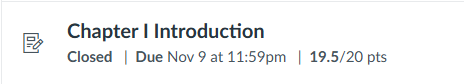 Chapter I Introduction
Closed | Due Nov 9 at 11:59pm | 19.5/20 pts